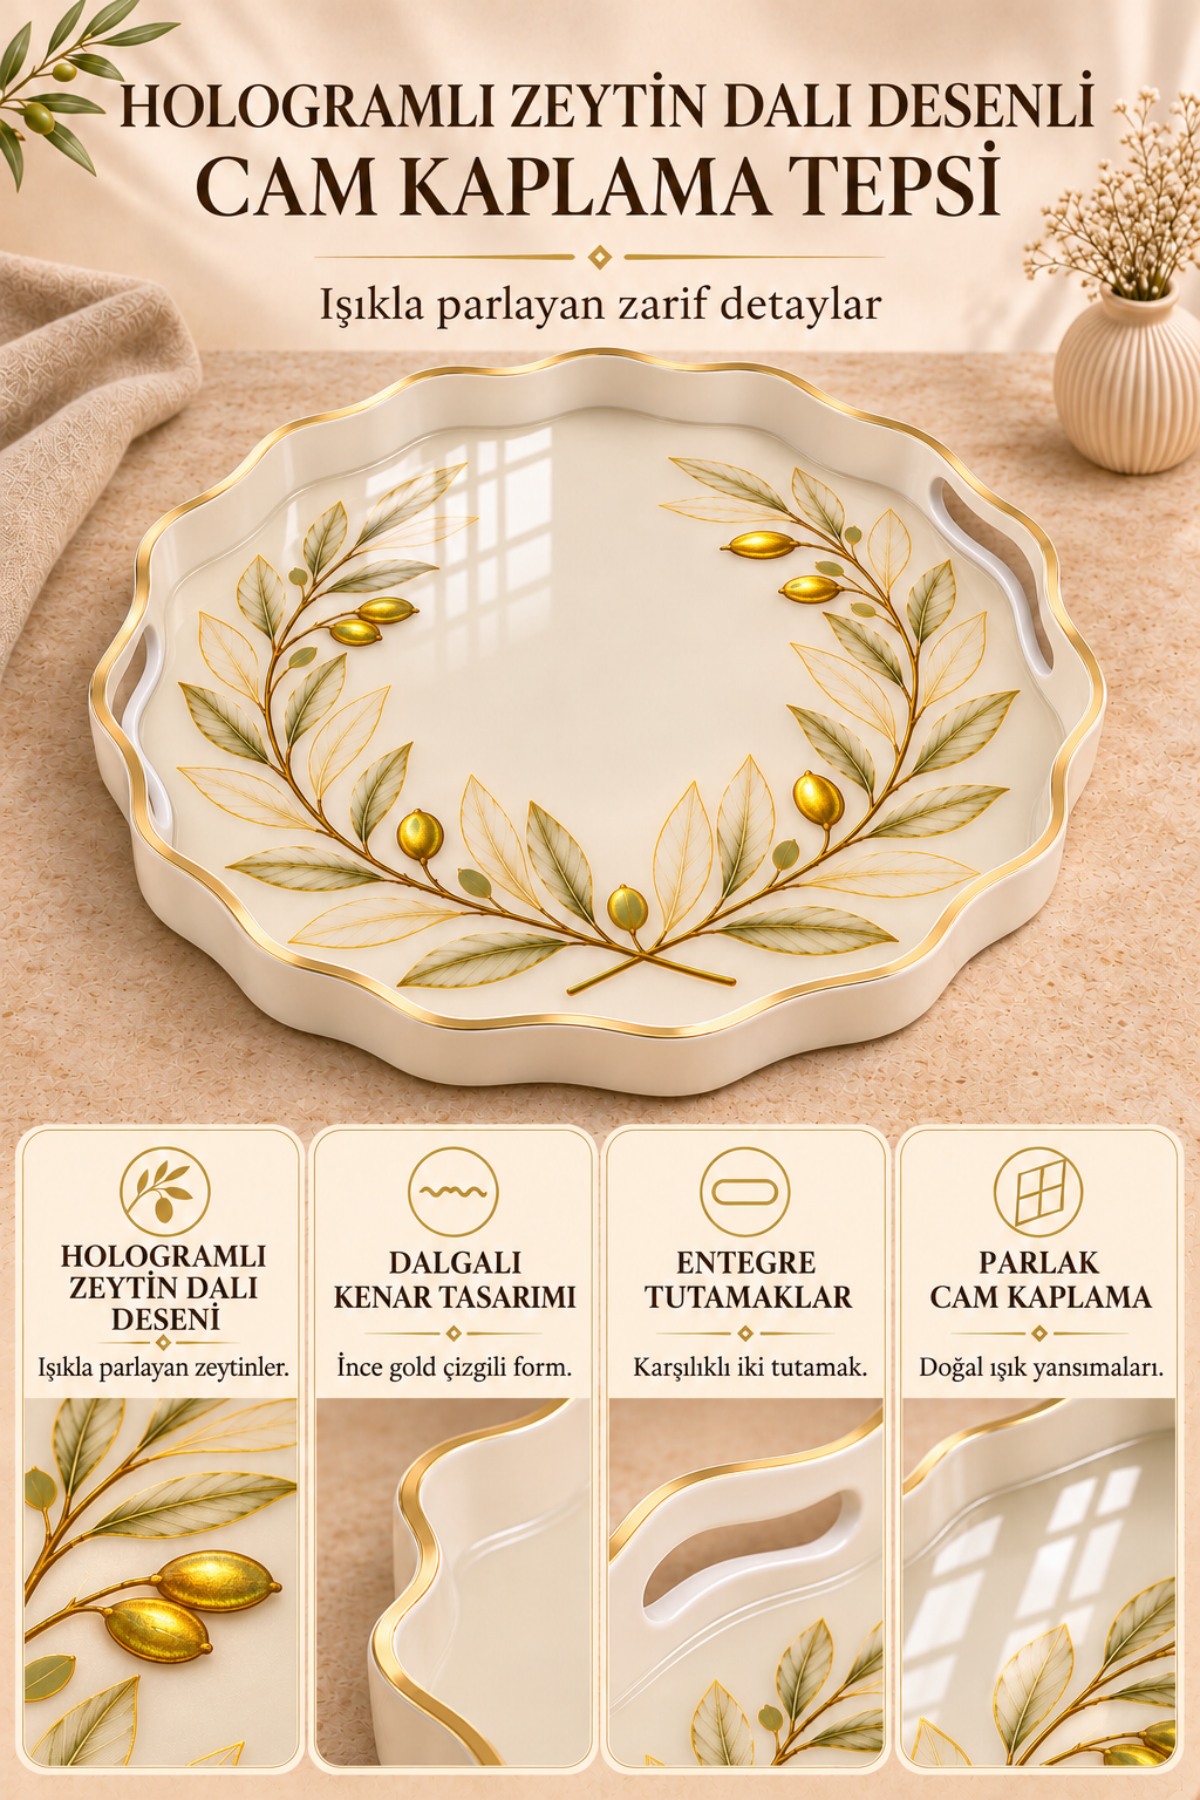 HOLOGRAMLI ZEYTİN DALI DESENLİ
CAM KAPLAMA TEPSİ
Işıkla parlayan zarif detaylar
HOLOGRAMLI
ZEYTİN DALI
DESENİ
Işıkla parlayan zeytinler.
DALGALI
KENAR TASARIMI
İnce gold çizgili form.
ENTEGRE
TUTAMAKLAR
Karşılıklı iki tutamak.
PARLAK
CAM KAPLAMA
Doğal ışık yansımaları.